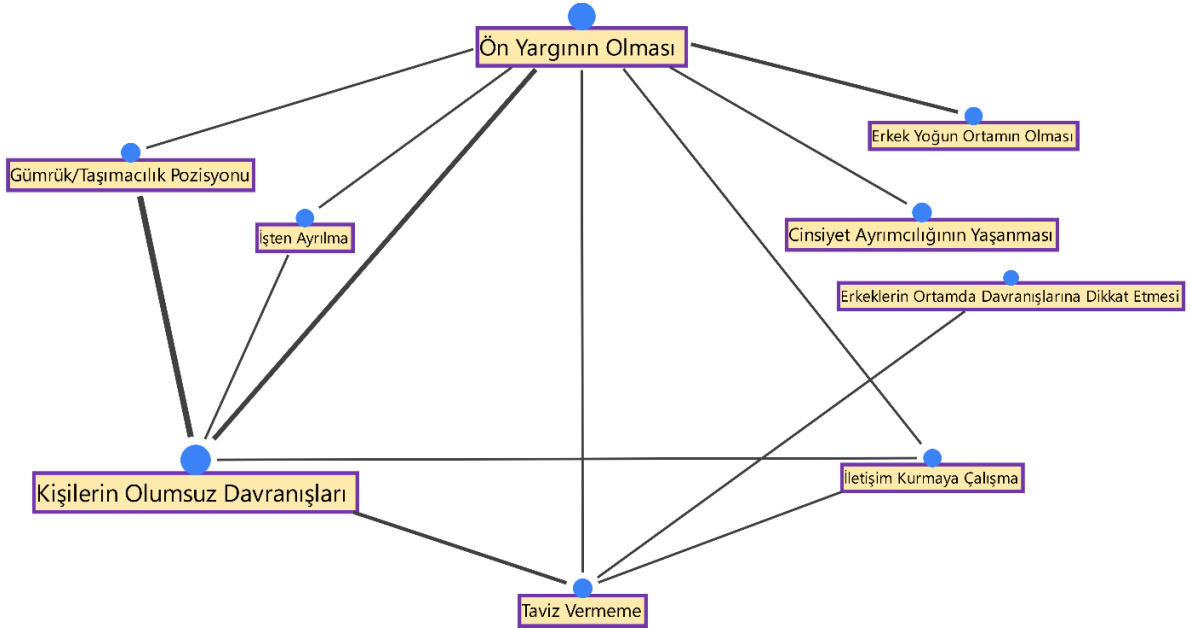 Ön Yargının Olması
Erkek Yoğun Ortamın Olması
Gümrük/Taşımacılık Pozisyonu
İşten Ayrılma
Cinsiyet Ayrımcılığının Yaşanması
Erkeklerin Ortamda Davranışlarına Dikkat Etmesi
Kişilerin Olumsuz Davranışları
İletişim Kurmaya Çalışma
Taviz Vermeme